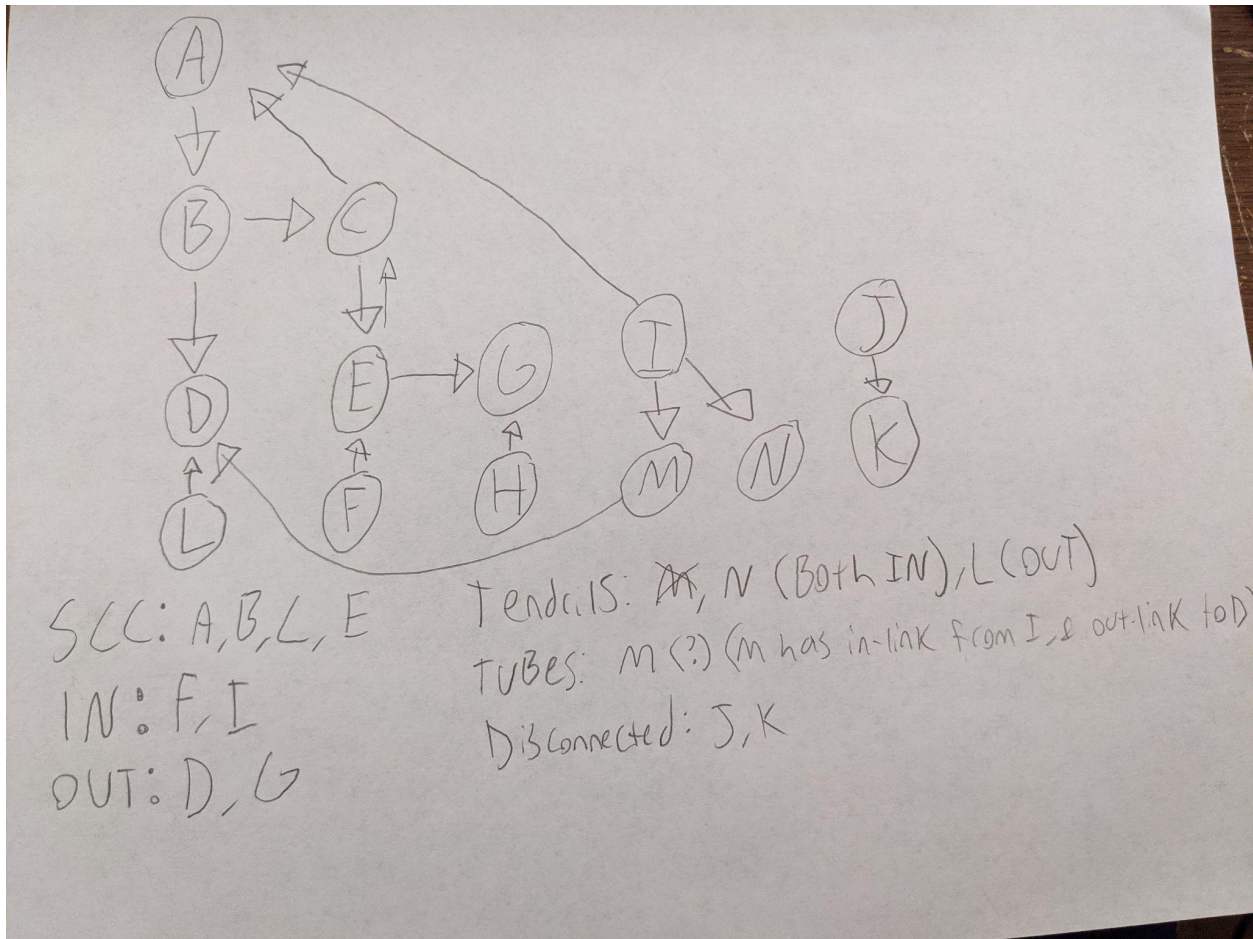 A
B C
I J
D E G
K
L F H M N
SCC: A,B,C,E
IN: F,I
OUT: D,G
Tendrils: M, N (Both IN), L (OUT)
TUBES: M (?) (M has in-link from I, & out-link to D)
Disconnected: J, K